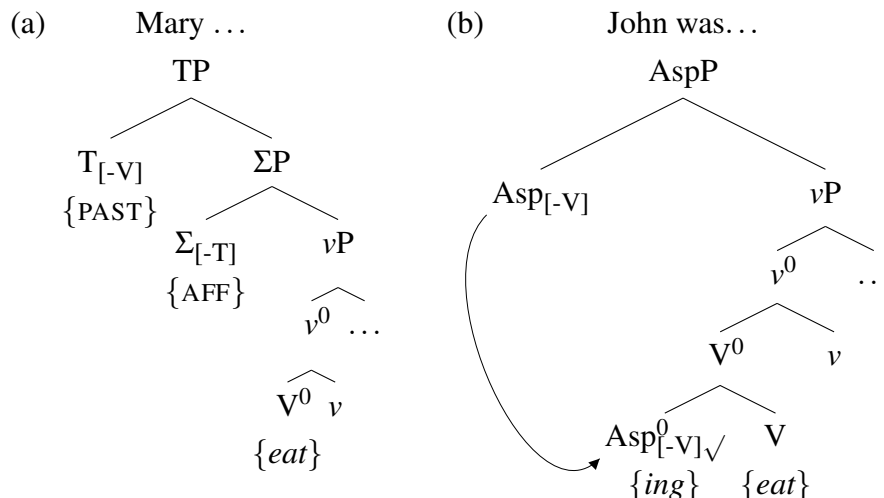 (a) Mary … (b) John was…
TP AspP
T[-V] ΣP Asp[-V] vP
{PAST}
Σ[-T] vP v⁰ …
{AFF}
v⁰ … V⁰ v
V⁰ v Asp⁰[-V]√ V
{eat} {ing} {eat}